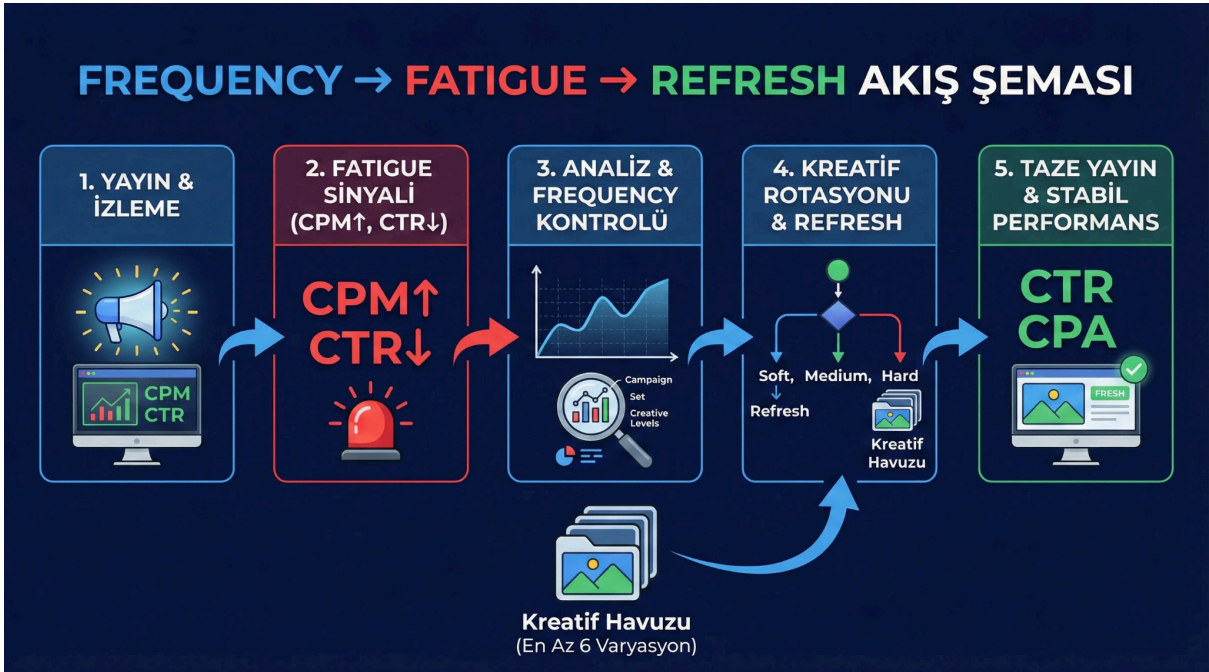 FREQUENCY → FATIGUE → REFRESH AKIŞ ŞEMASI
1. YAYIN &
İZLEME
CPM
CTR
2. FATIGUE
SİNYALİ
(CPM↑, CTR↓)
CPM↑
CTR↓
3. ANALİZ &
FREQUENCY
KONTROLÜ
Campaign
Set
Creative
Levels
4. KREATİF
ROTASYONU
& REFRESH
Soft, Medium, Hard
Refresh
Kreatif
Havuzu
5. TAZE YAYIN
& STABİL
PERFORMANS
CTR
CPA
FRESH
Kreatif Havuzu
(En Az 6 Varyasyon)